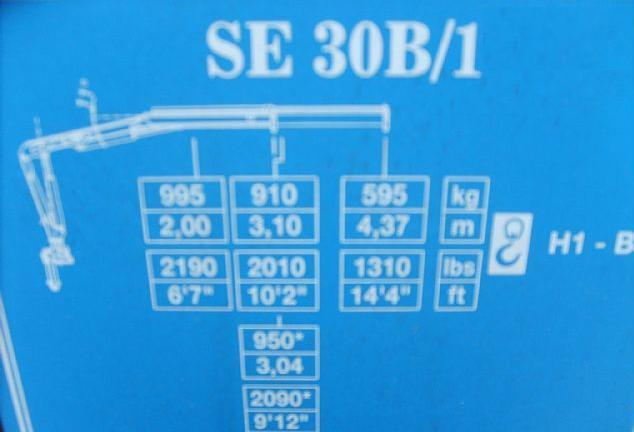 SE 30B/1
995 910 595 kg
2,00 3,10 4,37 m
H1 - B
2190 2010 1310 lbs
6'7" 10'2" 14'4" ft
950*
3,04
2090*
9'12"